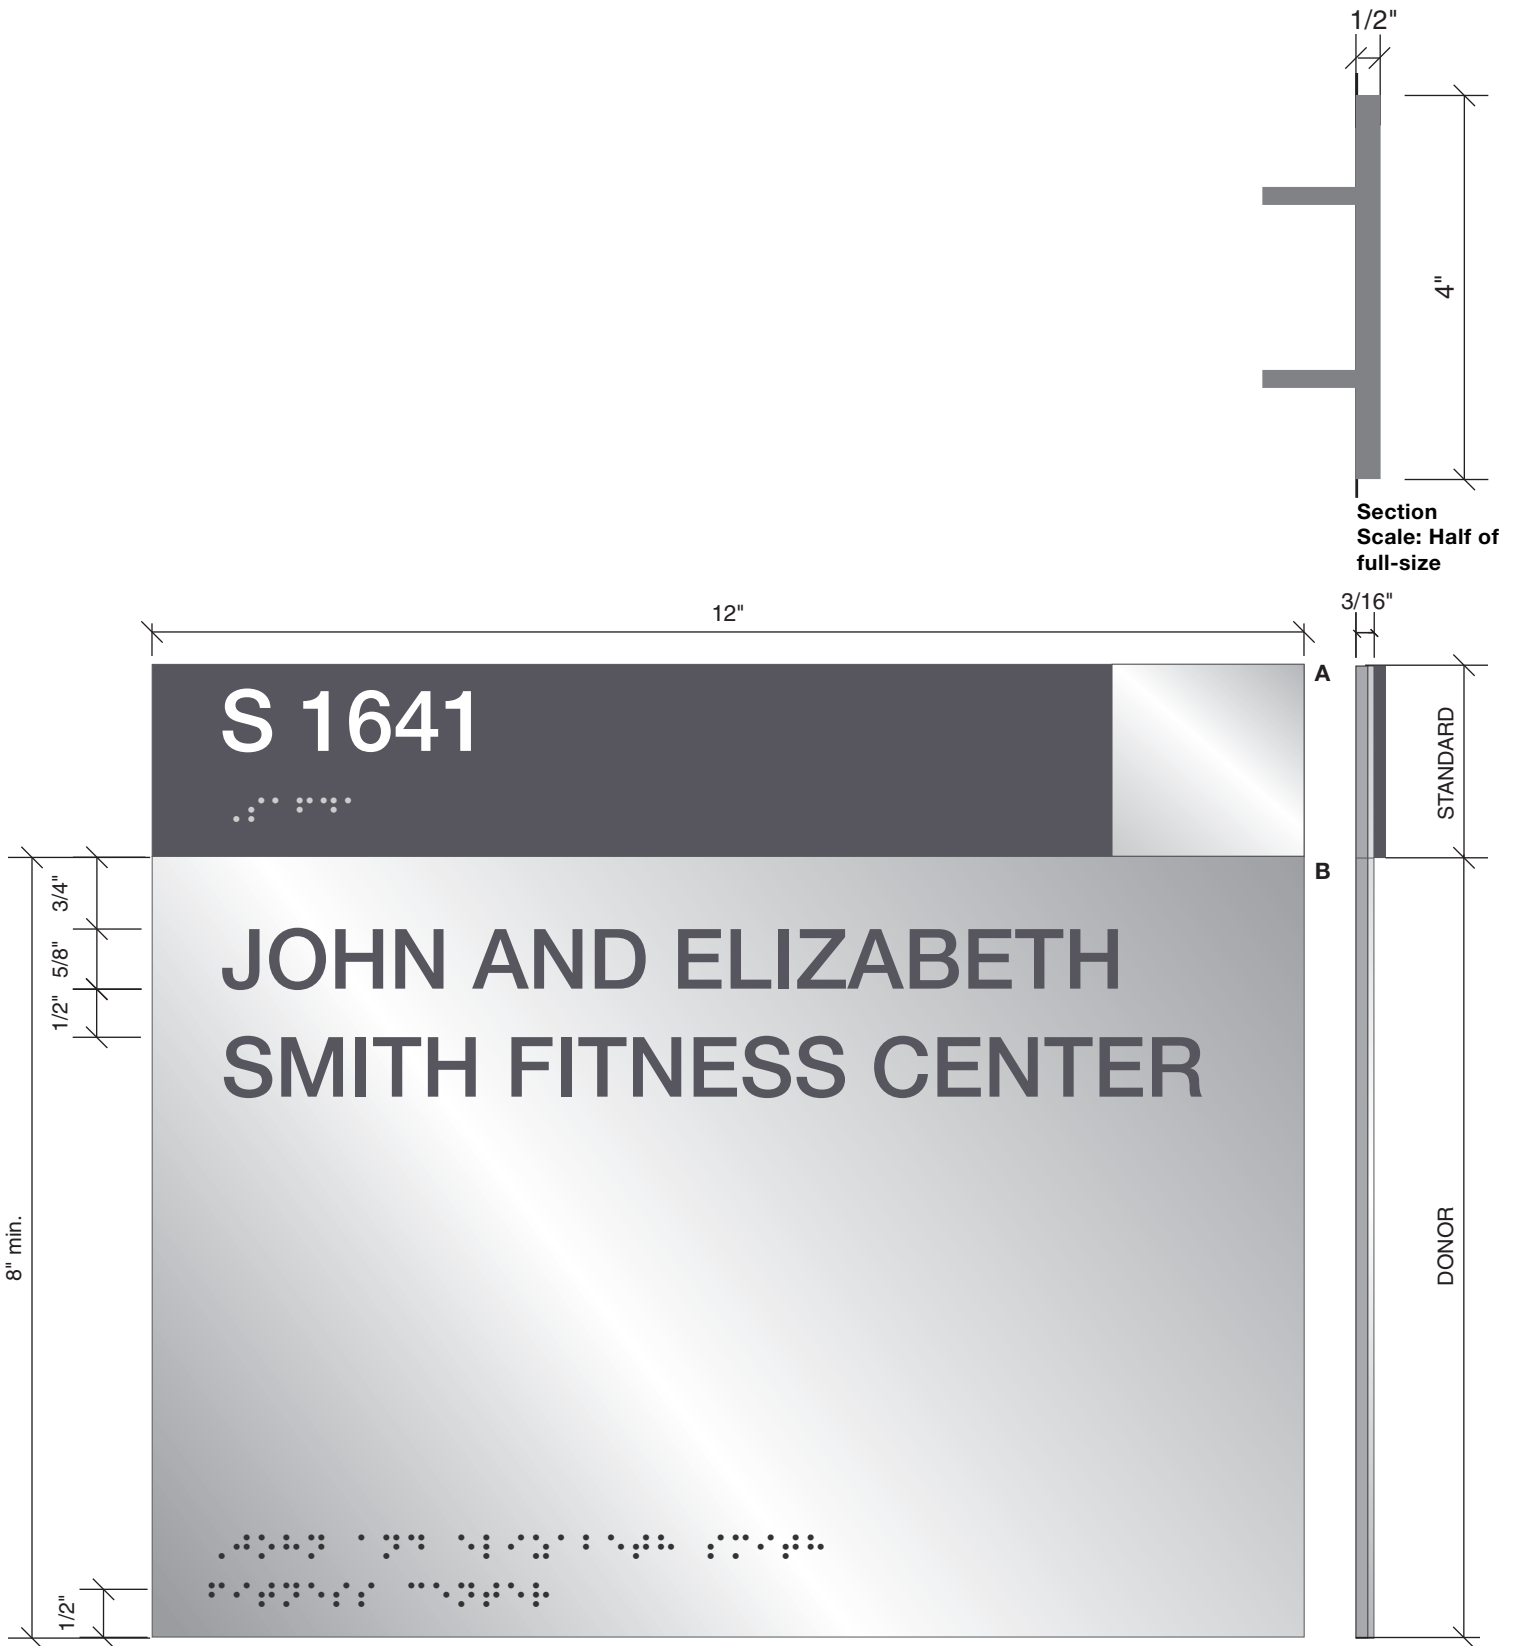 1/2"
4"
Section
Scale: Half of
full-size
3/16"
12"
A
S 1641
STANDARD
B
3/4"
5/8"
1/2"
JOHN AND ELIZABETH
SMITH FITNESS CENTER
8" min.
DONOR
1/2"